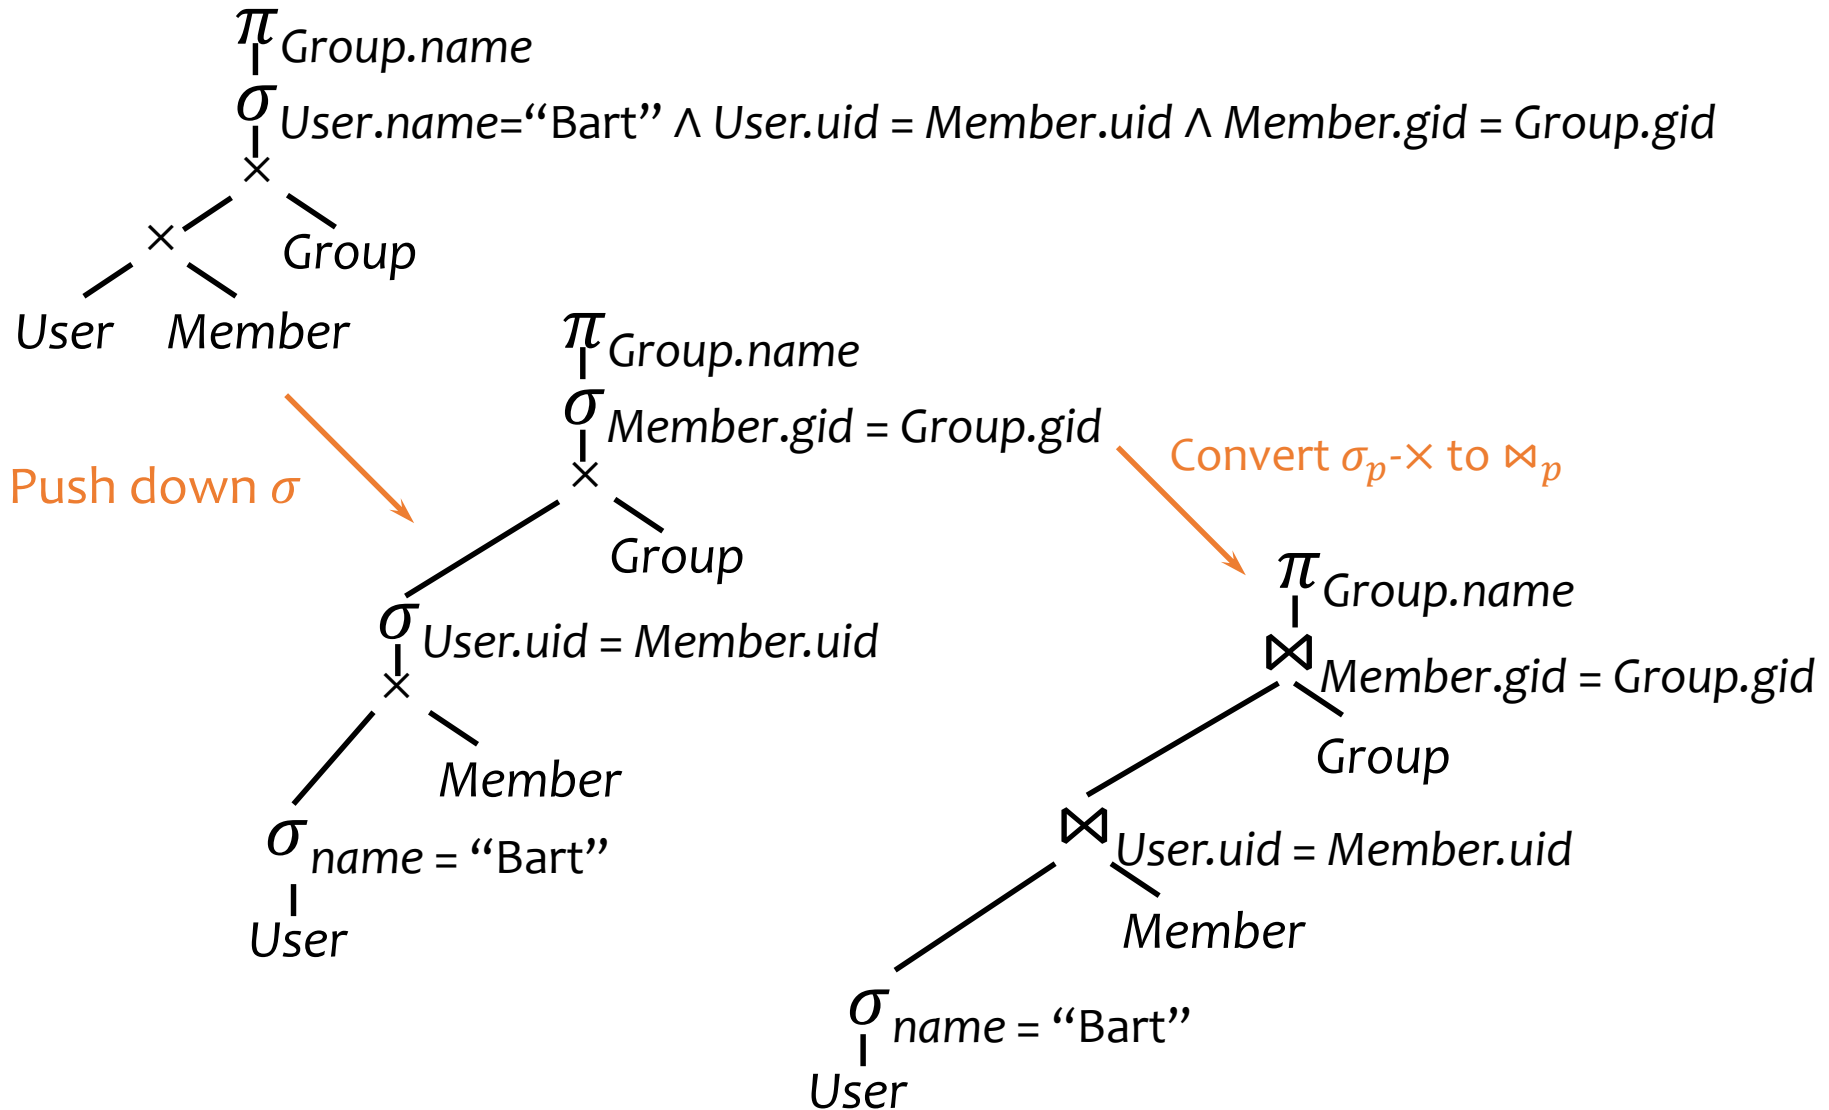 π Group.name
σ User.name=“Bart” ∧ User.uid = Member.uid ∧ Member.gid = Group.gid
×
× Group
User Member
Push down σ
π Group.name
σ Member.gid = Group.gid
×
Group
σ User.uid = Member.uid
×
Member
σ name = “Bart”
User
Convert σp-× to ⋈p
π Group.name
⋈ Member.gid = Group.gid
Group
⋈ User.uid = Member.uid
Member
σ name = “Bart”
User